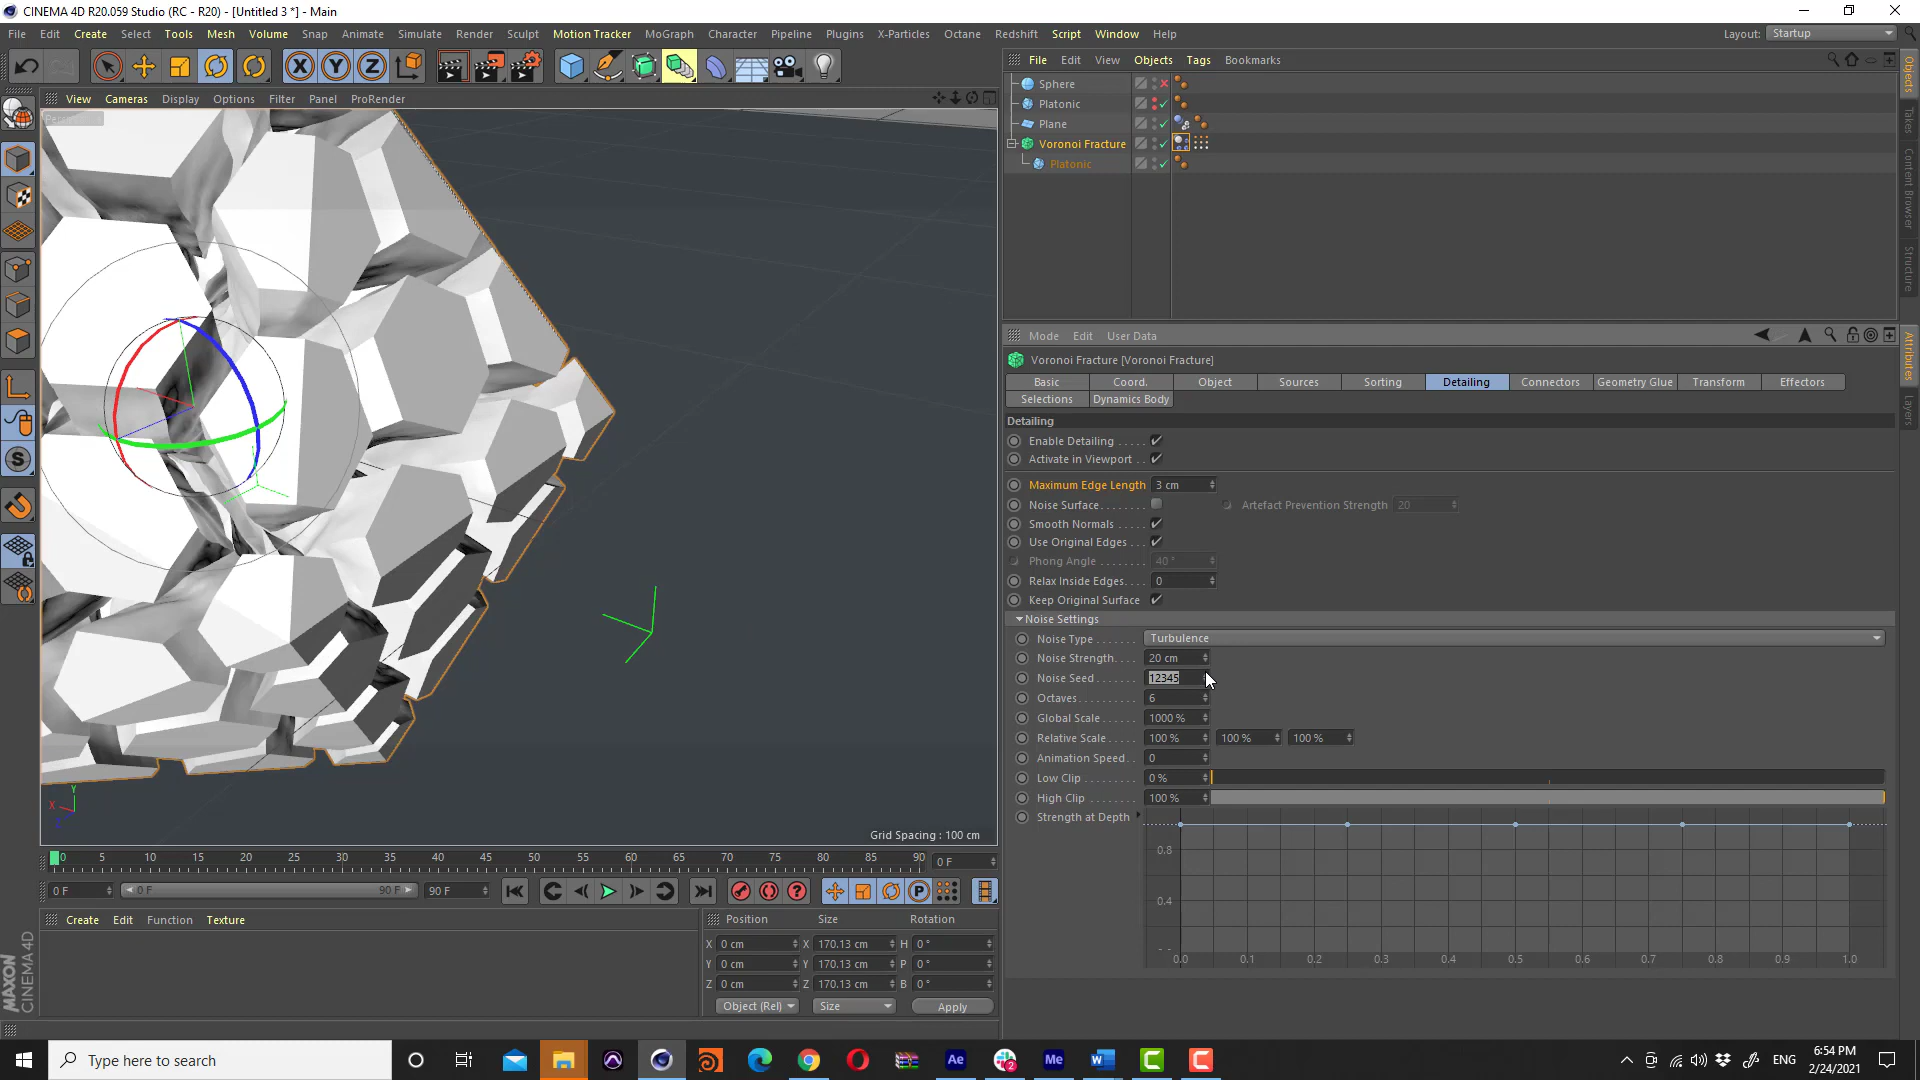 CINEMA 4D R20.059 Studio (RC - R20) - [Untitled 3 *] - Main
File Edit Create Select Tools Mesh Volume Snap Animate Simulate Render Sculpt Motion Tracker MoGraph Character Pipeline Plugins X-Particles Octane Redshift Script Window Help Layout: Startup
File Edit View Objects Tags Bookmarks
View Cameras Display Options Filter Panel ProRender
Sphere
Platonic
Plane
Voronoi Fracture
Platonic
Objects
Takes
Content Browser
Structure
Mode Edit User Data
Attributes
Layers
Voronoi Fracture [Voronoi Fracture]
Basic Coord. Object Sources Sorting Detailing Connectors Geometry Glue Transform Effectors
Selections Dynamics Body
Detailing
Enable Detailing . . . . .
Activate in Viewport . .
Maximum Edge Length 3 cm
Noise Surface. . . . . . . . Artefact Prevention Strength 20
Smooth Normals . . . .
Use Original Edges . . .
Phong Angle . . . . . . . . 40 °
Relax Inside Edges. . . . 0
Keep Original Surface
Noise Settings
Noise Type . . . . . . . Turbulence
Noise Strength. . . . 20 cm
Noise Seed . . . . . . . 12345
Octaves. . . . . . . . . . 6
Global Scale . . . . . . 1000 %
Relative Scale . . . . . 100 % 100 % 100 %
Animation Speed. . 0
Low Clip . . . . . . . . . 0 %
High Clip . . . . . . . . 100 %
Strength at Depth
0.8
0.4
0.0 0.1 0.2 0.3 0.4 0.5 0.6 0.7 0.8 0.9 1.0
Y
X
Grid Spacing : 100 cm
0 5 10 15 20 25 30 35 40 45 50 55 60 65 70 75 80 85 90 0 F
0 F 0 F 90 F 90 F
Create Edit Function Texture
Position Size Rotation
X 0 cm X 170.13 cm H 0 °
Y 0 cm Y 170.13 cm P 0 °
Z 0 cm Z 170.13 cm B 0 °
Object (Rel) Size Apply
MAXON
CINEMA 4D
Type here to search
Ae
2
Me
ENG
6:54 PM
2/24/2021